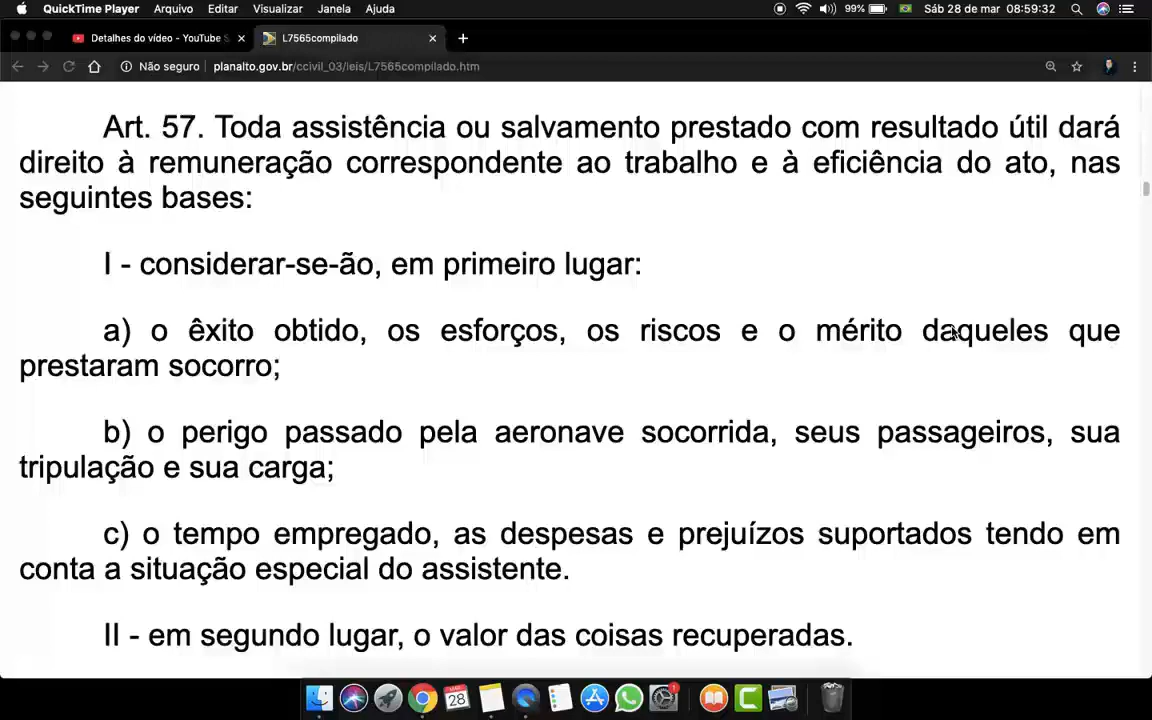 QuickTime Player Arquivo Editar Visualizar Janela Ajuda 99% Sáb 28 de mar 08:59:32
Detalhes do vídeo - YouTube S L7565compilado
Não seguro planalto.gov.br/ccivil_03/leis/L7565compilado.htm
Art. 57. Toda assistência ou salvamento prestado com resultado útil dará
direito à remuneração correspondente ao trabalho e à eficiência do ato, nas
seguintes bases:
I - considerar-se-ão, em primeiro lugar:
a) o êxito obtido, os esforços, os riscos e o mérito daqueles que
prestaram socorro;
b) o perigo passado pela aeronave socorrida, seus passageiros, sua
tripulação e sua carga;
c) o tempo empregado, as despesas e prejuízos suportados tendo em
conta a situação especial do assistente.
II - em segundo lugar, o valor das coisas recuperadas.
28
1